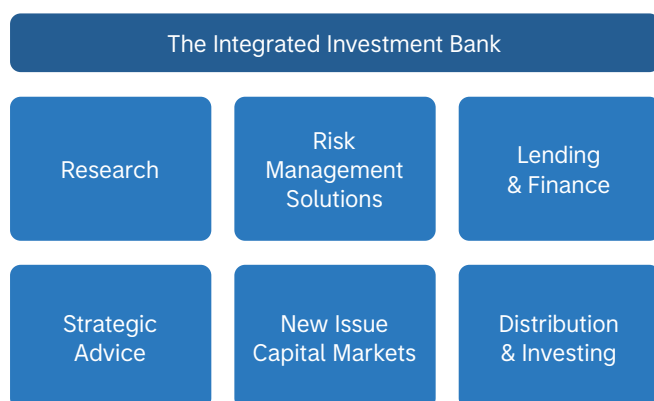 The Integrated Investment Bank
Research
Risk
Management
Solutions
Lending
& Finance
Strategic
Advice
New Issue
Capital Markets
Distribution
& Investing